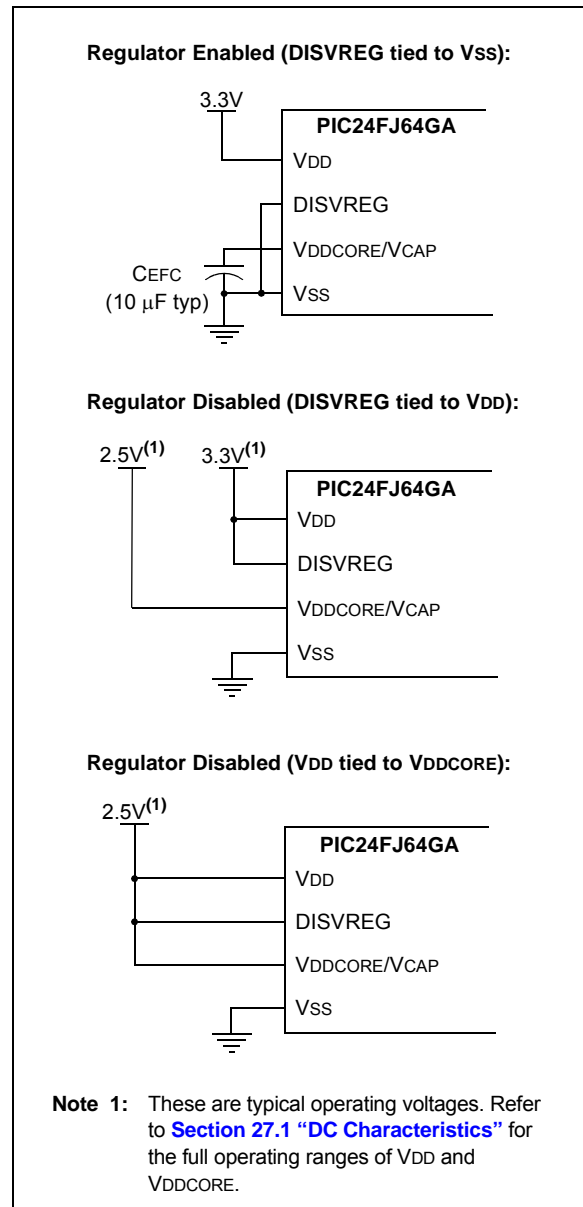 Regulator Enabled (DISVREG tied to VSS):
3.3V
PIC24FJ64GA
VDD
DISVREG
VDDCORE/VCAP
VSS
CEFC
(10 μF typ)
Regulator Disabled (DISVREG tied to VDD):
2.5V(1)
3.3V(1)
PIC24FJ64GA
VDD
DISVREG
VDDCORE/VCAP
VSS
Regulator Disabled (VDD tied to VDDCORE):
2.5V(1)
PIC24FJ64GA
VDD
DISVREG
VDDCORE/VCAP
VSS
Note 1: These are typical operating voltages. Refer
to Section 27.1 “DC Characteristics” for
the full operating ranges of VDD and
VDDCORE.